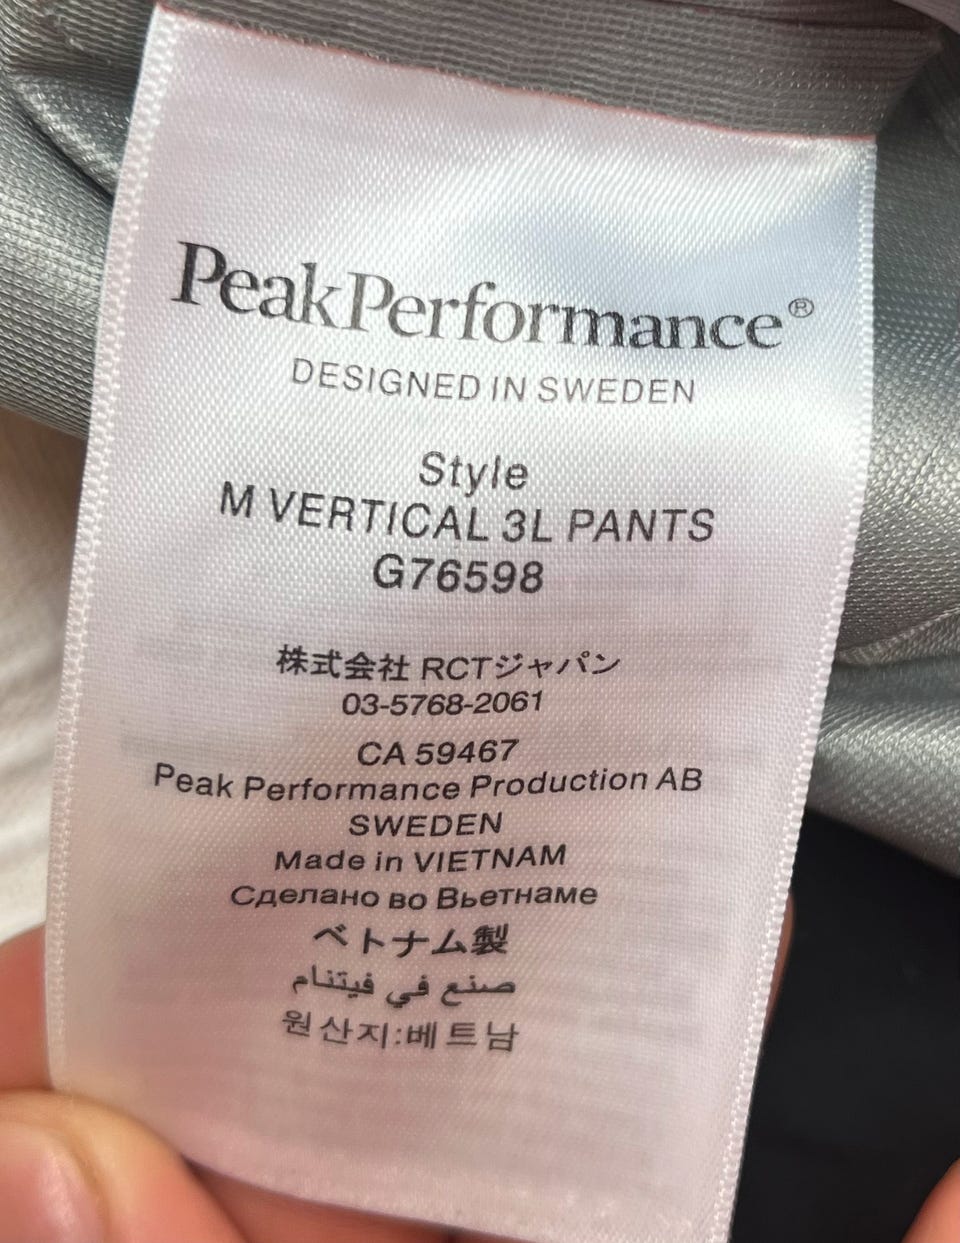 PeakPerformance®
DESIGNED IN SWEDEN
Style
M VERTICAL 3L PANTS
G76598
株式会社 RCTジャパン
03-5768-2061
CA 59467
Peak Performance Production AB
SWEDEN
Made in VIETNAM
Сделано во Вьетнаме
ベトナム製
صنع في فيتنام
원산지:베트남